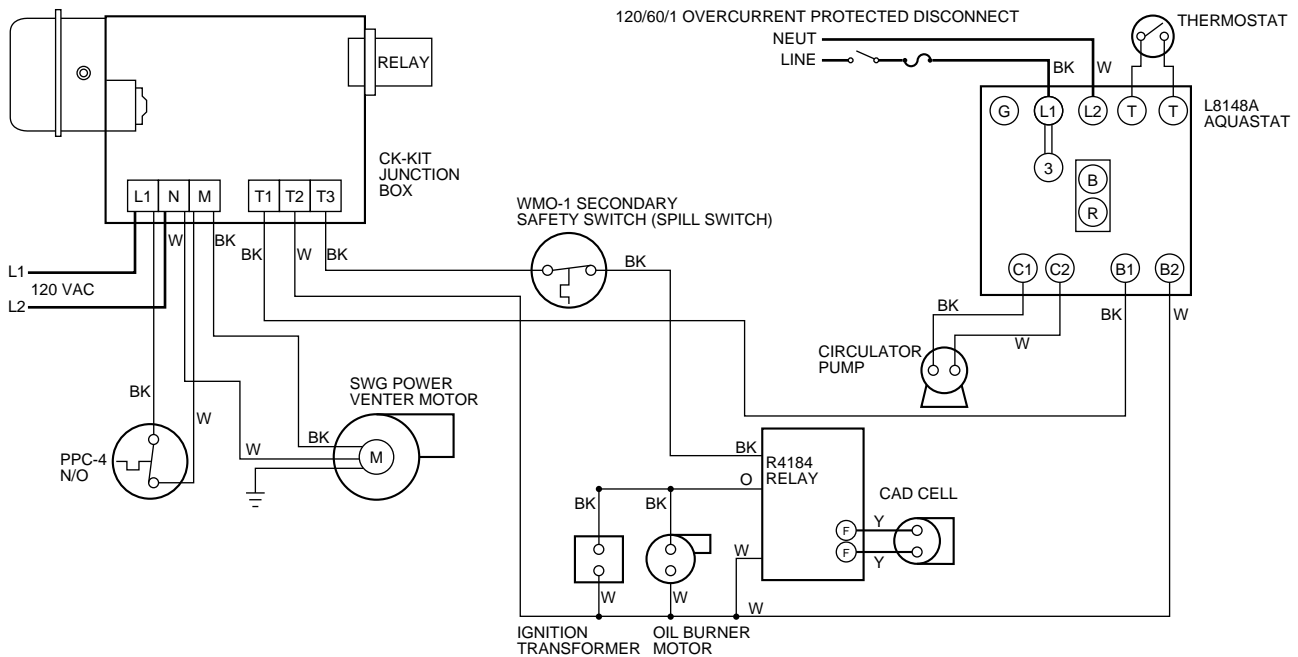 120/60/1 OVERCURRENT PROTECTED DISCONNECT
NEUT
LINE
BK
W
THERMOSTAT
G
L1
L2
T
T
L8148A
AQUASTAT
3
B
R
C1
C2
B1
B2
RELAY
CK-KIT
JUNCTION
BOX
L1
N
M
T1
T2
T3
W
BK
BK
W
BK
WMO-1 SECONDARY
SAFETY SWITCH (SPILL SWITCH)
BK
L1
120 VAC
L2
BK
W
BK
W
CIRCULATOR
PUMP
SWG POWER
VENTER MOTOR
BK
W
BK
W
M
PPC-4
N/O
BK
O
W
R4184
RELAY
CAD CELL
F
F
Y
Y
BK
BK
W
W
W
IGNITION
TRANSFORMER
OIL BURNER
MOTOR